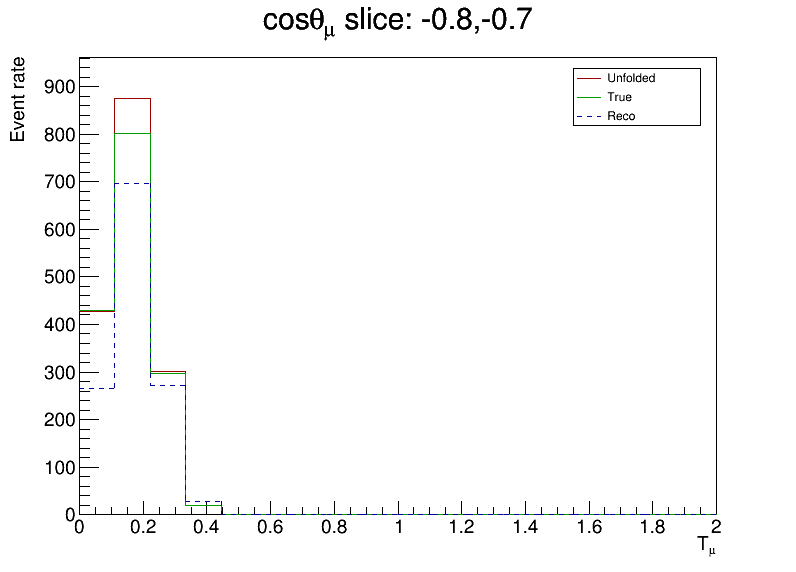 cosθμ slice: -0.8,-0.7
Event rate
900
800
700
600
500
400
300
200
100
0
Unfolded
True
Reco
0 0.2 0.4 0.6 0.8 1 1.2 1.4 1.6 1.8 2
Tμ